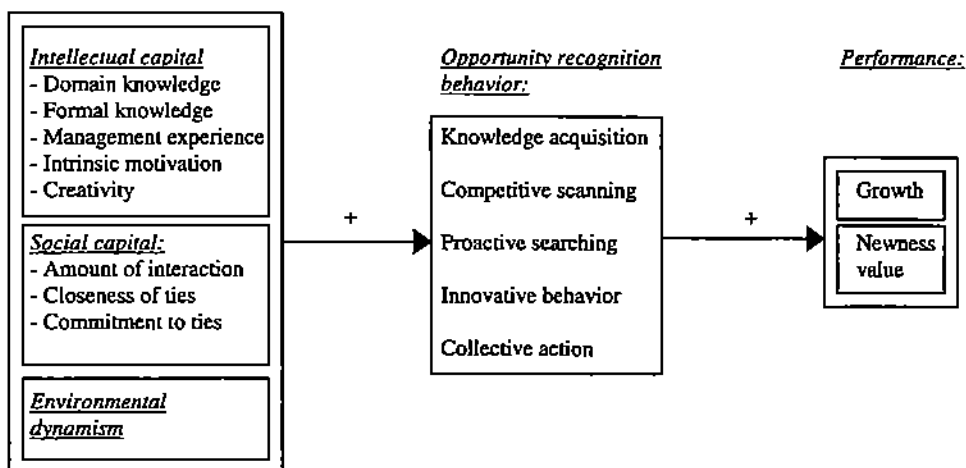 Intellectual capital
- Domain knowledge
- Formal knowledge
- Management experience
- Intrinsic motivation
- Creativity
Social capital:
- Amount of interaction
- Closeness of ties
- Commitment to ties
Environmental
dynamism
+
Opportunity recognition
behavior:
Knowledge acquisition
Competitive scanning
Proactive searching
Innovative behavior
Collective action
+
Performance:
Growth
Newness
value